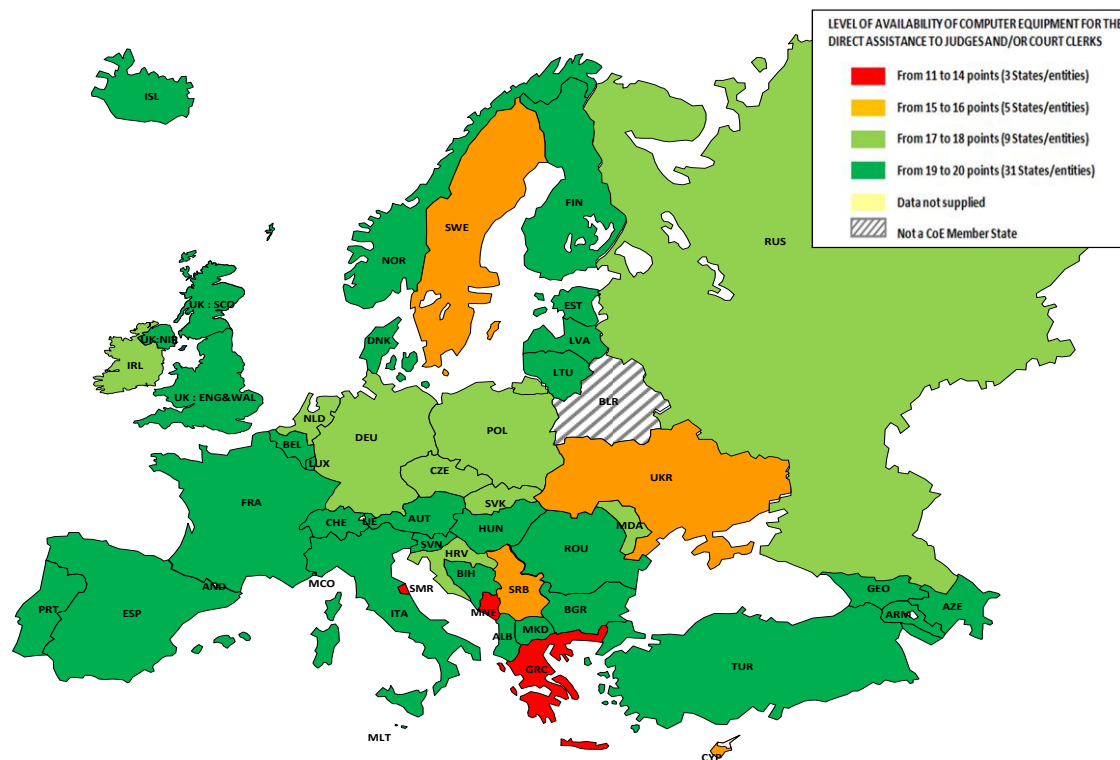 LEVEL OF AVAILABILITY OF COMPUTER EQUIPMENT FOR THE
DIRECT ASSISTANCE TO JUDGES AND/OR COURT CLERKS
From 11 to 14 points (3 States/entities)
From 15 to 16 points (5 States/entities)
From 17 to 18 points (9 States/entities)
From 19 to 20 points (31 States/entities)
Data not supplied
Not a CoE Member State
ISL
RUS
FIN
SWE
NOR
UK : SCO
EST
UK:NIR
DNK
LVA
IRL
LTU
UK : ENG&WAL
BLR
NLD
POL
DEU
BEL
LUX
CZE
UKR
FRA
SVK
CHE
LIE
AUT
MDA
HUN
SVN
ROU
HRV
BIH
MCO
AND
SMR
SRB
GEO
PRT
ESP
ITA
MNE
BGR
AZE
ARM
ALB
MKD
GRC
TUR
MLT
CYP